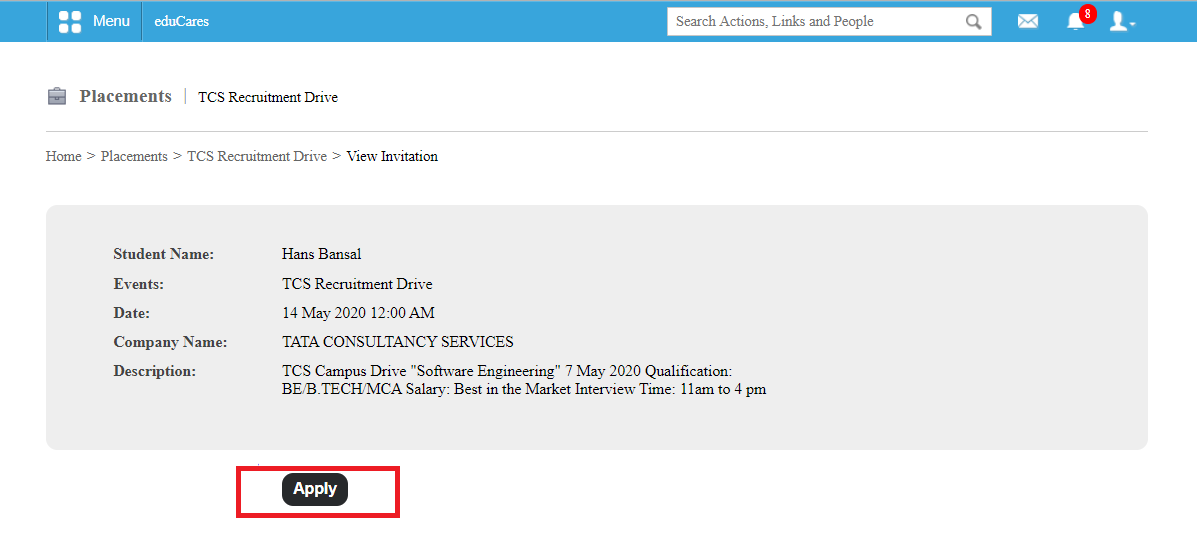 Menu eduCares Search Actions, Links and People 8
Placements | TCS Recruitment Drive
Home > Placements > TCS Recruitment Drive > View Invitation
Student Name: Hans Bansal
Events: TCS Recruitment Drive
Date: 14 May 2020 12:00 AM
Company Name: TATA CONSULTANCY SERVICES
Description: TCS Campus Drive "Software Engineering" 7 May 2020 Qualification:
BE/B.TECH/MCA Salary: Best in the Market Interview Time: 11am to 4 pm
Apply